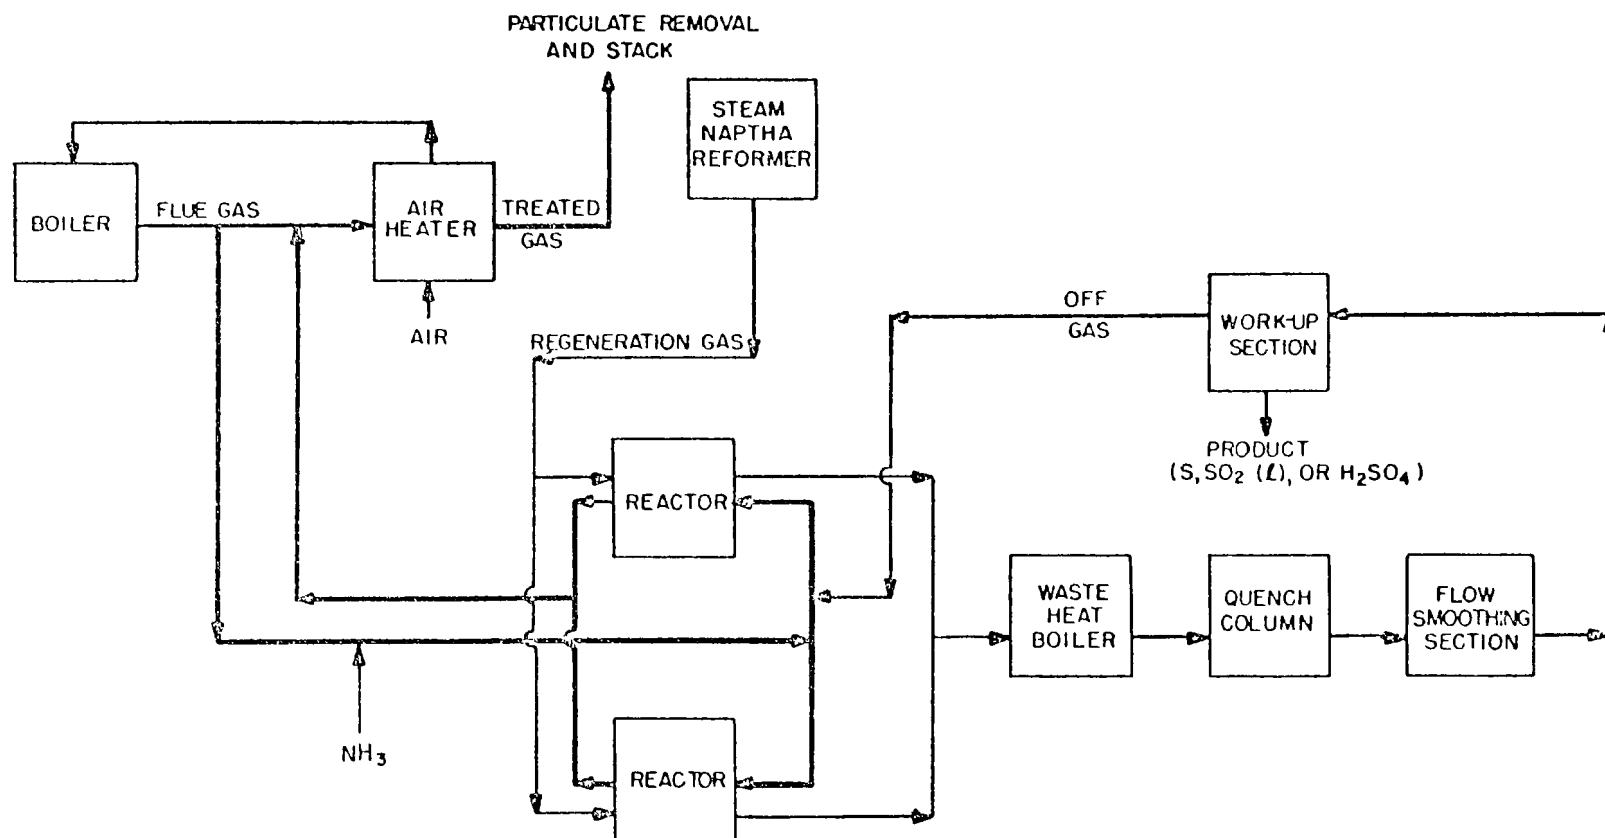 PARTICULATE REMOVAL
AND STACK
STEAM
NAPTHA
REFORMER
BOILER
FLUE GAS
AIR
HEATER
TREATED
GAS
AIR
REGENERATION GAS
OFF
GAS
WORK-UP
SECTION
PRODUCT
(S, SO₂ (ℓ), OR H₂SO₄)
REACTOR
WASTE
HEAT
BOILER
QUENCH
COLUMN
FLOW
SMOOTHING
SECTION
NH₃
REACTOR